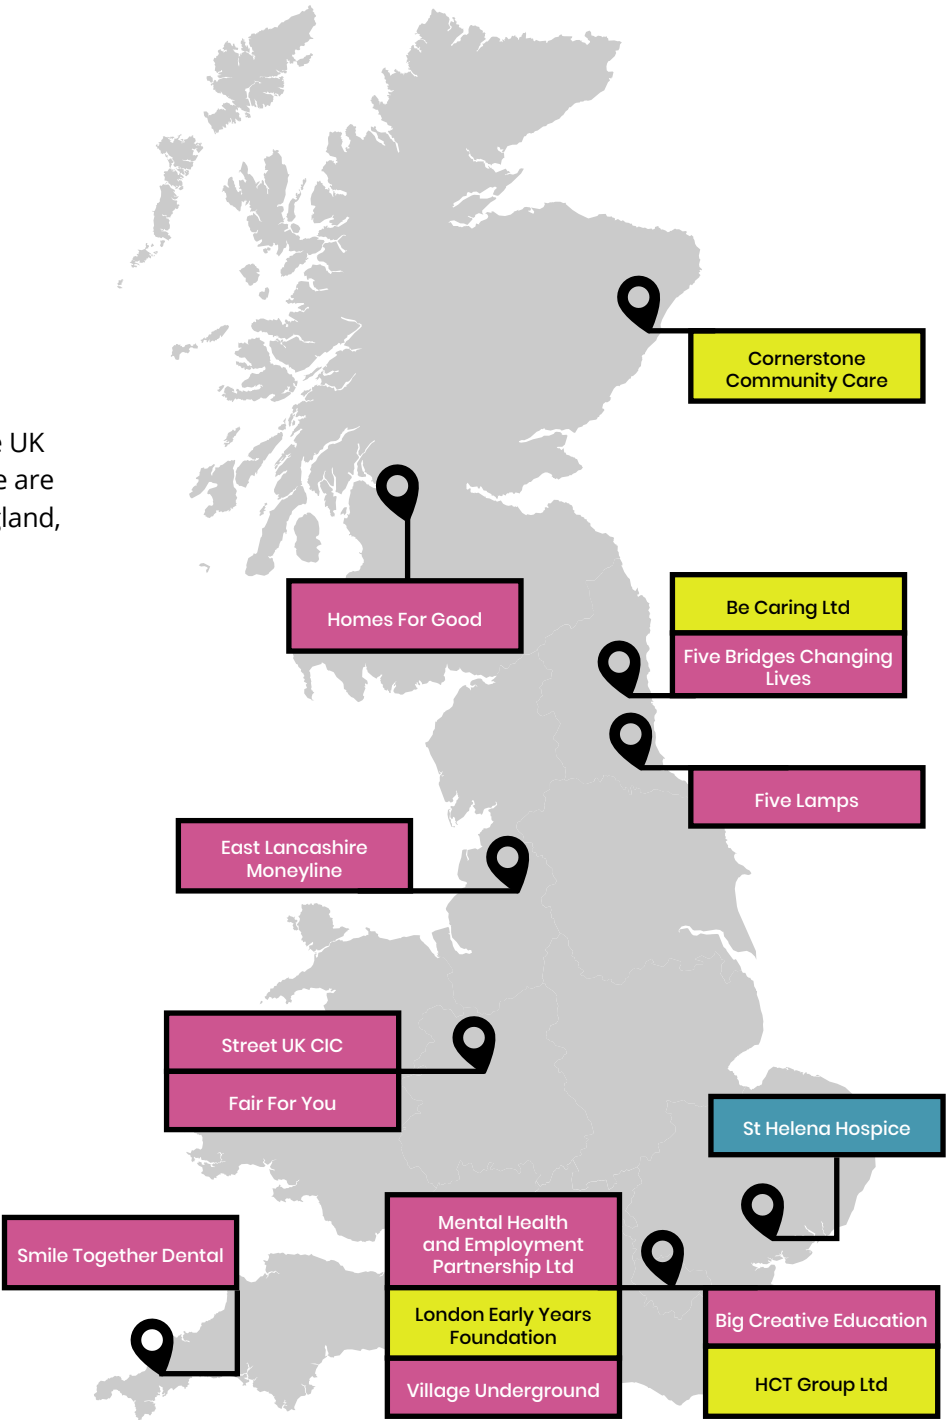 UK
e are
land,
Cornerstone
Community Care
Homes For Good
Be Caring Ltd
Five Bridges Changing
Lives
Five Lamps
East Lancashire
Moneyline
Street UK CIC
Fair For You
St Helena Hospice
Smile Together Dental
Mental Health
and Employment
Partnership Ltd
London Early Years
Foundation
Village Underground
Big Creative Education
HCT Group Ltd